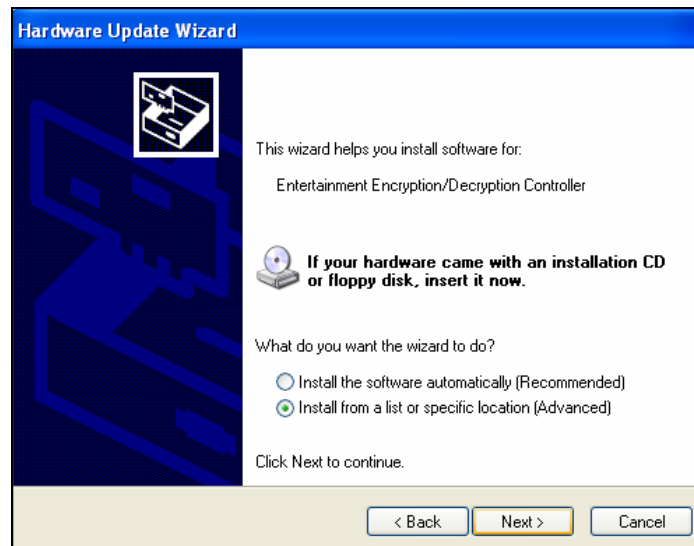 Hardware Update Wizard
This wizard helps you install software for:
Entertainment Encryption/Decryption Controller
If your hardware came with an installation CD
or floppy disk, insert it now.
What do you want the wizard to do?
Install the software automatically (Recommended)
Install from a list or specific location (Advanced)
Click Next to continue.
< Back Next > Cancel